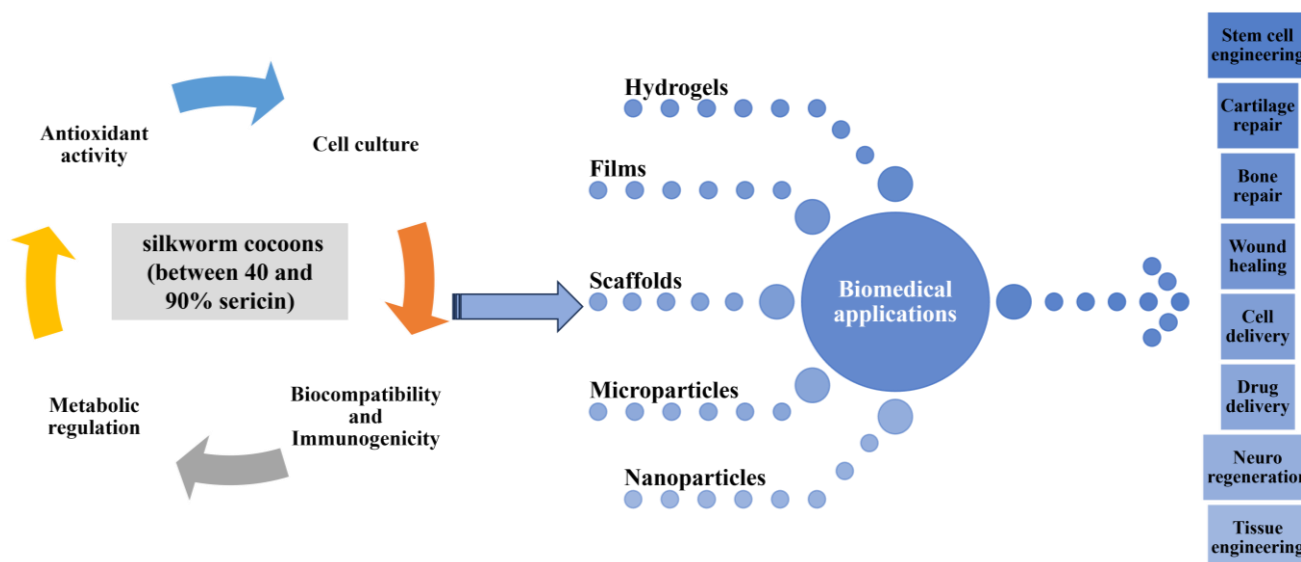 Antioxidant
activity
Cell culture
silkworm cocoons
(between 40 and
90% sericin)
Metabolic
regulation
Biocompatibility
and
Immunogenicity
Hydrogels
Films
Scaffolds
Microparticles
Nanoparticles
Biomedical
applications
Stem cell
engineering
Cartilage
repair
Bone
repair
Wound
healing
Cell
delivery
Drug
delivery
Neuro
regeneration
Tissue
engineering